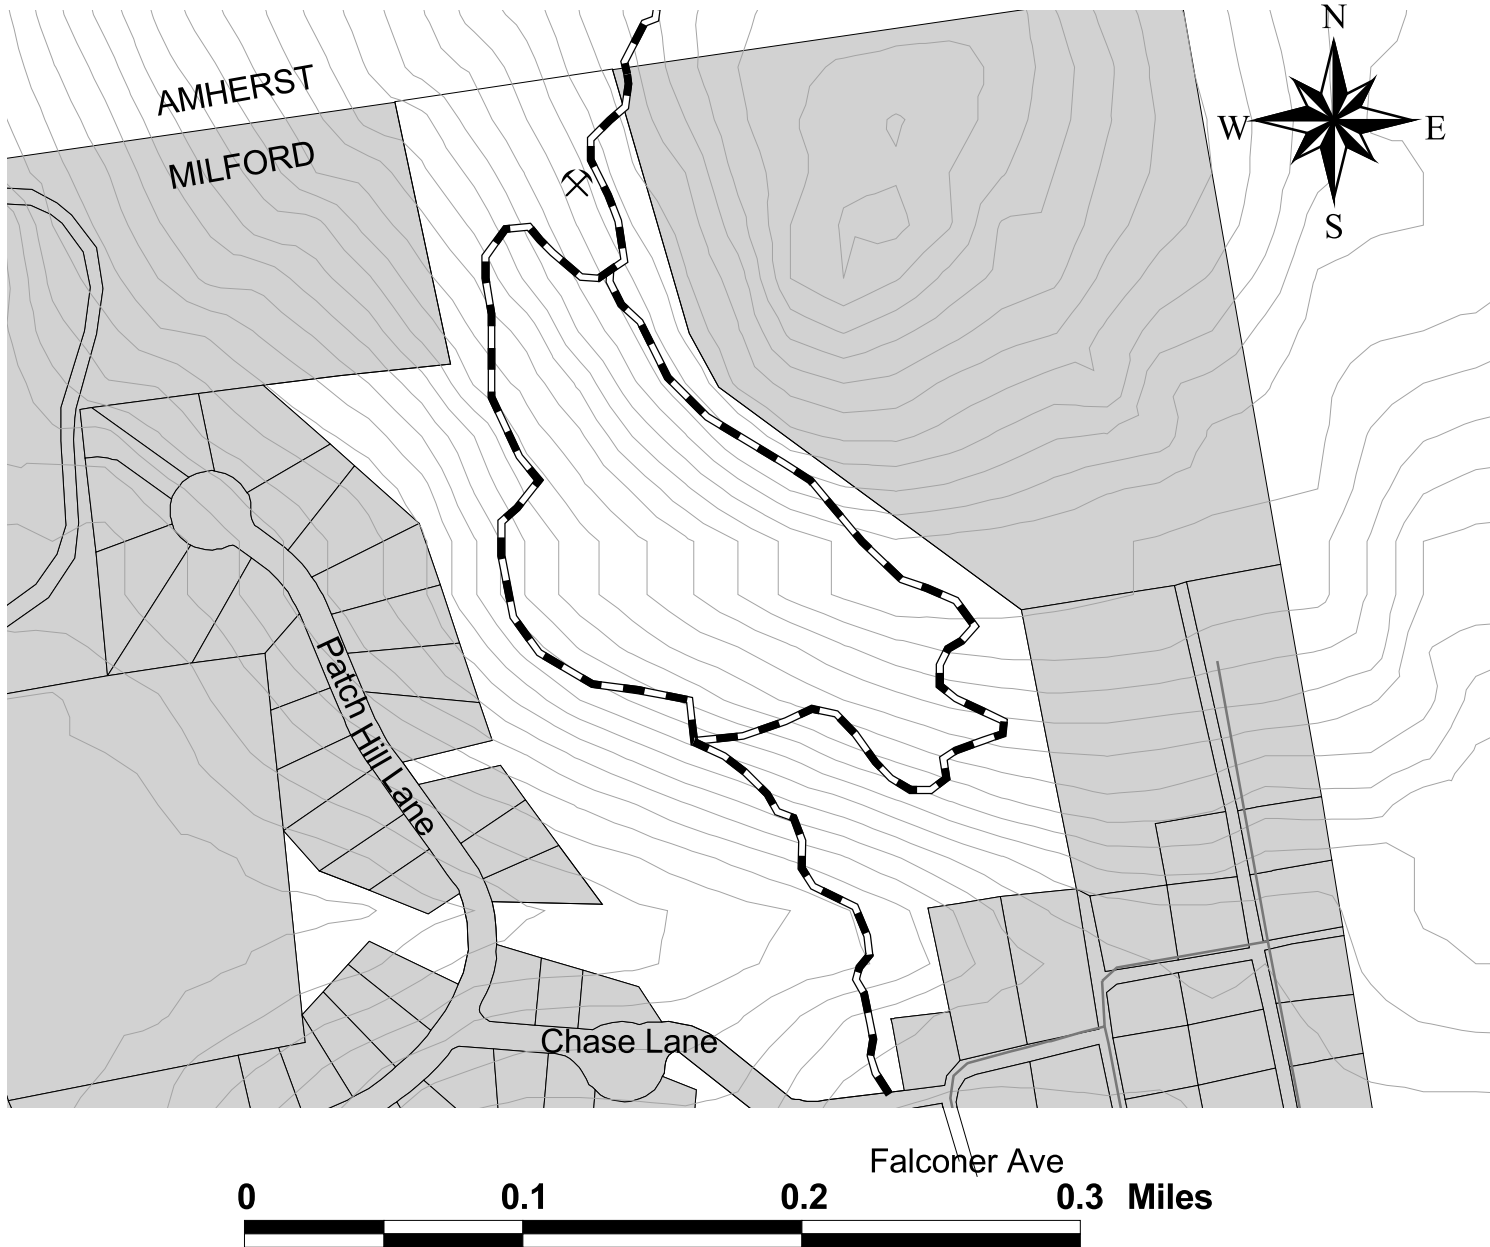 N
AMHERST
W E
MILFORD
S
Patch Hill Lane
Chase Lane
Falconer Ave
0 0.1 0.2 0.3 Miles